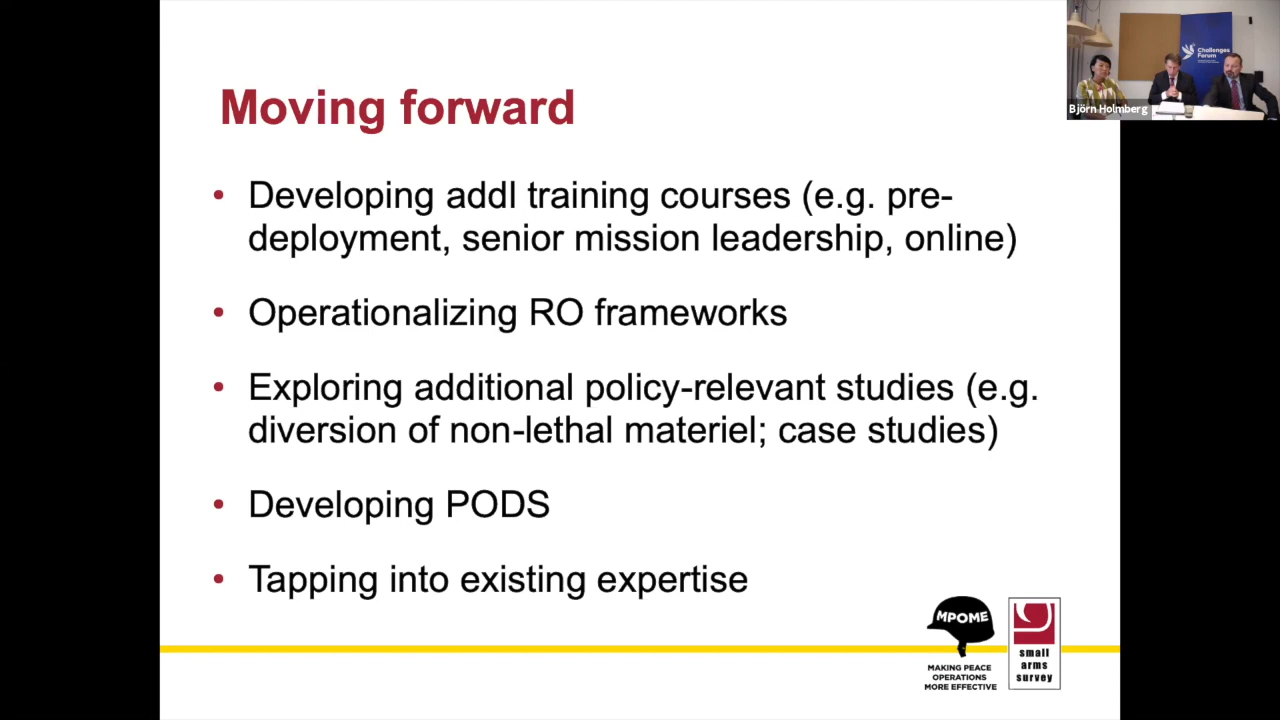 Challenges
Forum
Björn Holmberg
Moving forward
• Developing addl training courses (e.g. pre-
deployment, senior mission leadership, online)
• Operationalizing RO frameworks
• Exploring additional policy-relevant studies (e.g.
diversion of non-lethal materiel; case studies)
• Developing PODS
• Tapping into existing expertise
MPOME
MAKING PEACE
OPERATIONS
MORE EFFECTIVE
small
arms
survey